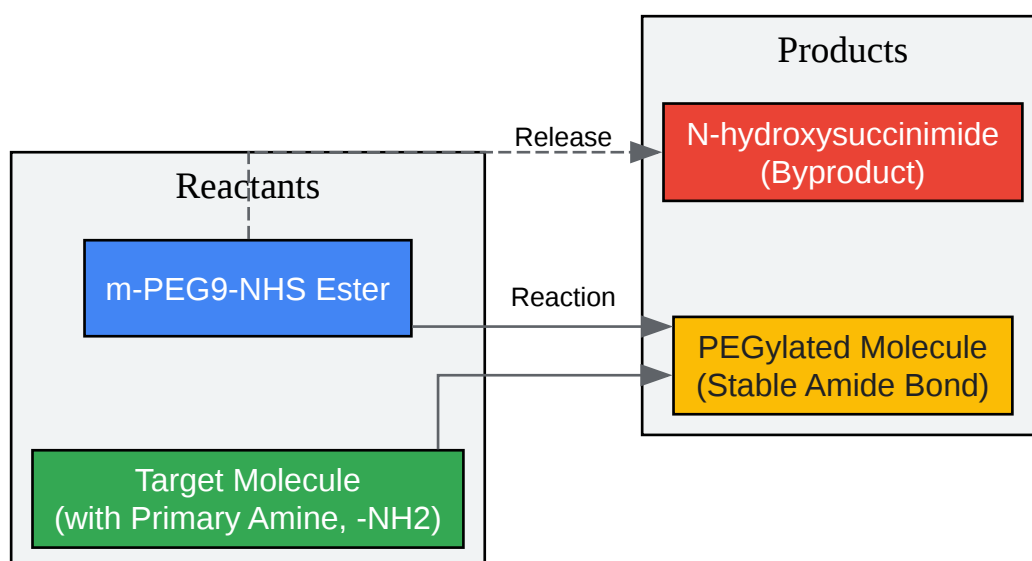 Products
N-hydroxysuccinimide
(Byproduct)
Release
Reactants
m-PEG9-NHS Ester
Reaction
PEGylated Molecule
(Stable Amide Bond)
Target Molecule
(with Primary Amine, -NH2)